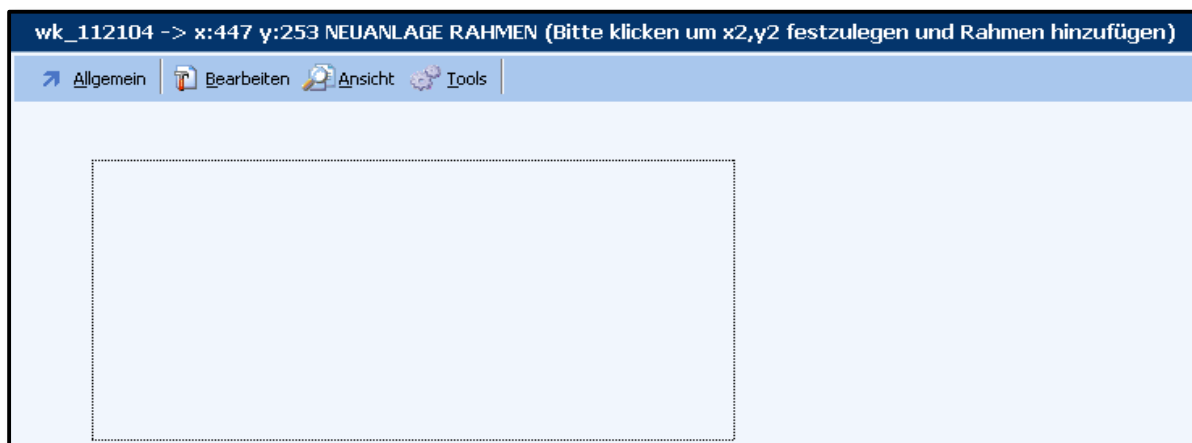 wk_112104 -> x:447 y:253 NEUANLAGE RAHMEN (Bitte klicken um x2,y2 festzulegen und Rahmen hinzufügen)
Allgemein Bearbeiten Ansicht Tools